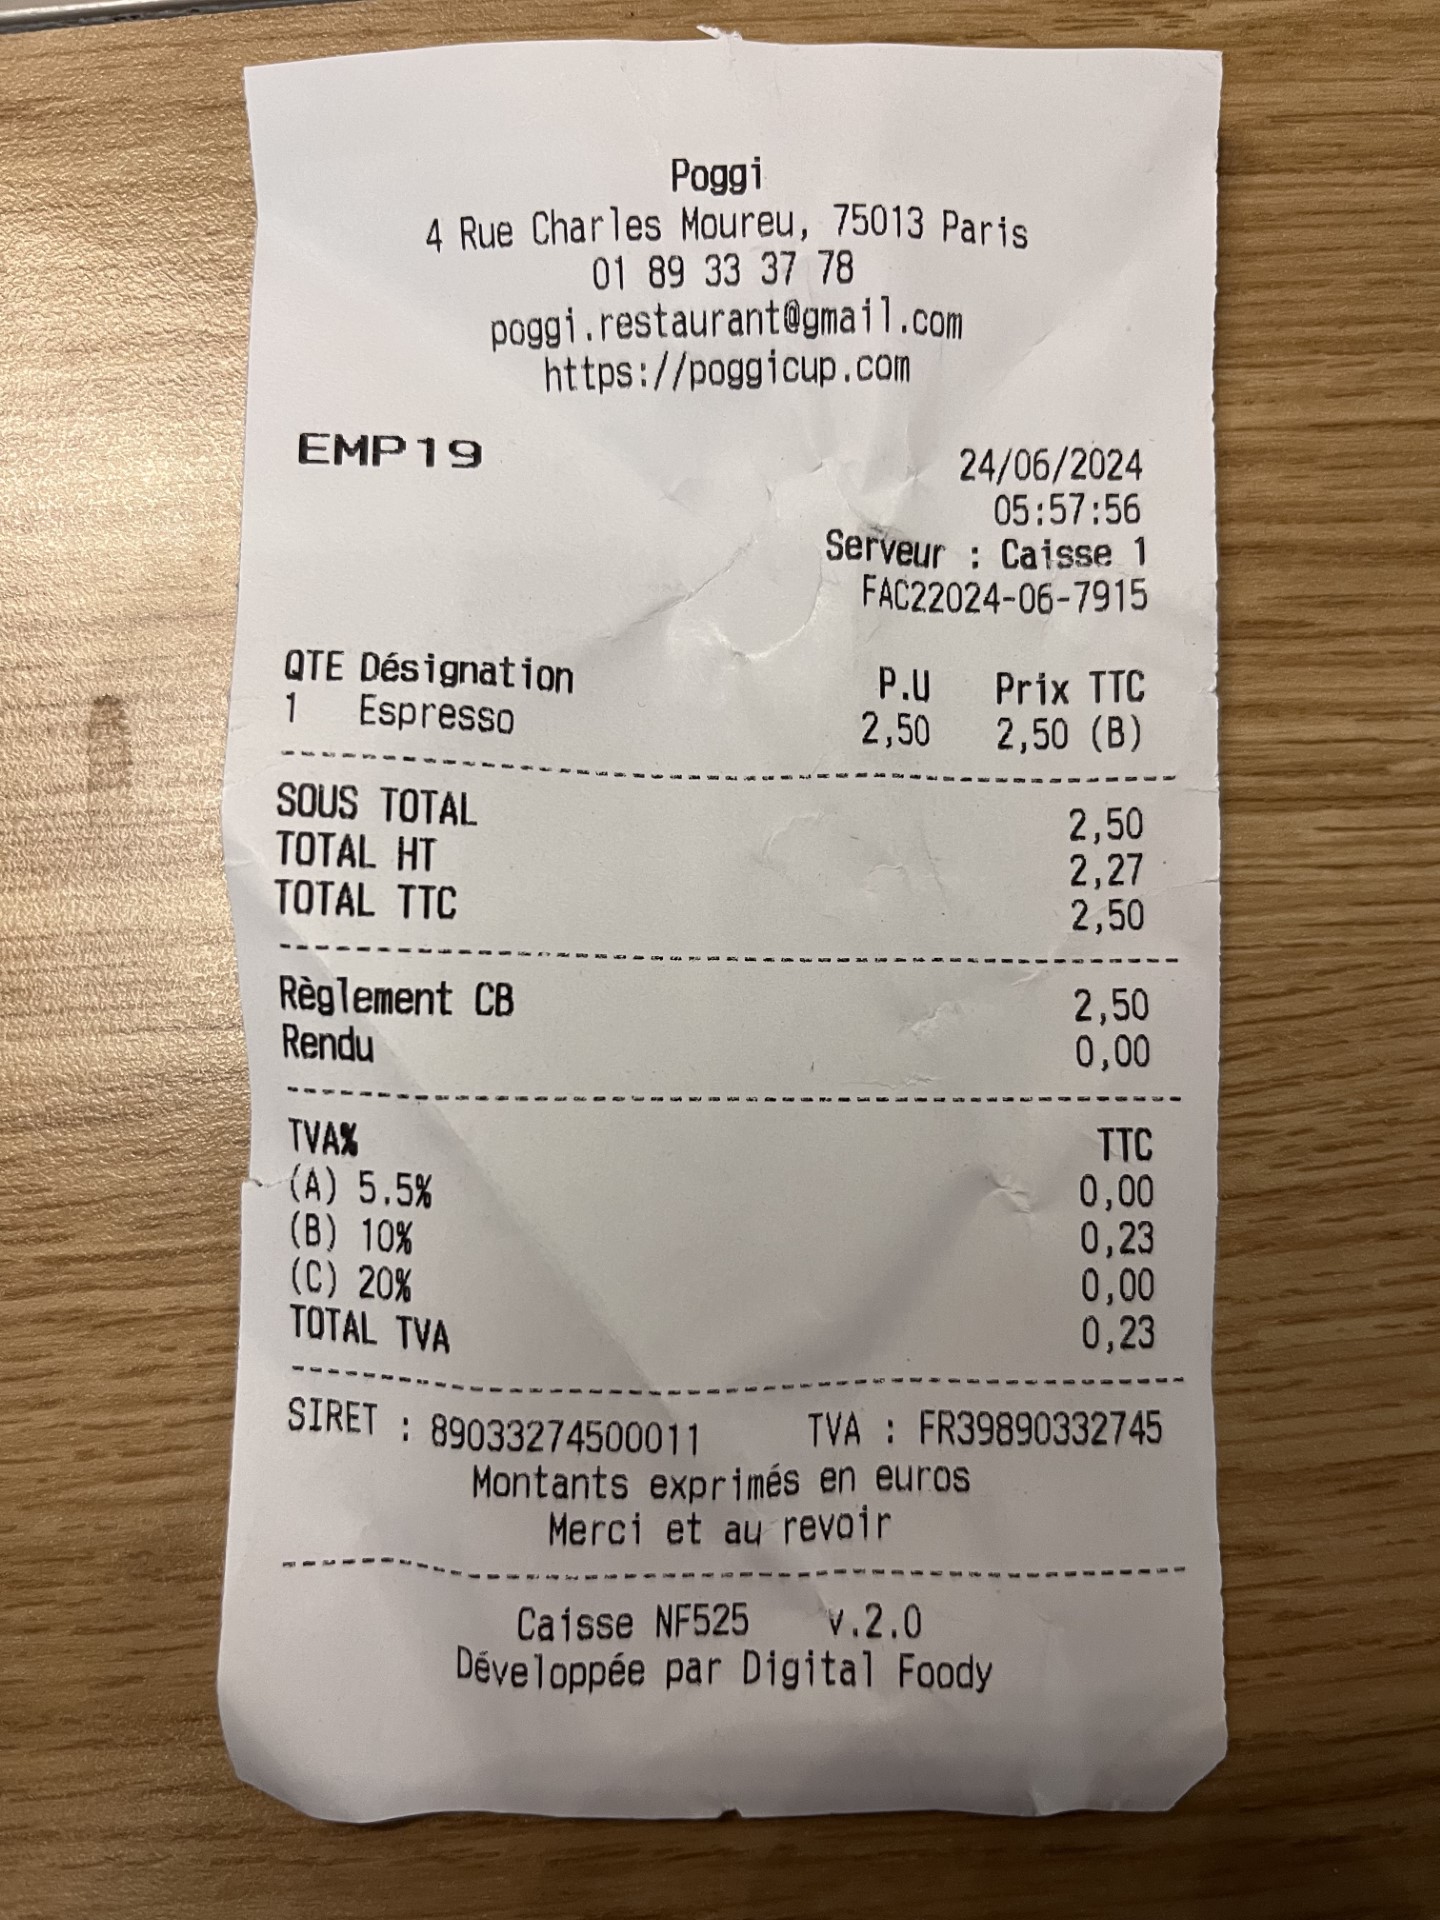 Poggi
4 Rue Charles Moureu, 75013 Paris
01 89 33 37 78
poggi.restaurant@gmail.com
https://poggicup.com
EMP19
24/06/2024
05:57:56
Serveur : Caisse 1
FAC22024-06-7915
QTE Désignation P.U Prix TTC
1 Espresso 2,50 2,50 (B)
SOUS TOTAL 2,50
TOTAL HT 2,27
TOTAL TTC 2,50
Règlement CB 2,50
Rendu 0,00
TVA% TTC
(A) 5.5% 0,00
(B) 10% 0,23
(C) 20% 0,00
TOTAL TVA 0,23
SIRET : 89033274500011 TVA : FR39890332745
Montants exprimés en euros
Merci et au revoir
Caisse NF525 v.2.0
Développée par Digital Foody